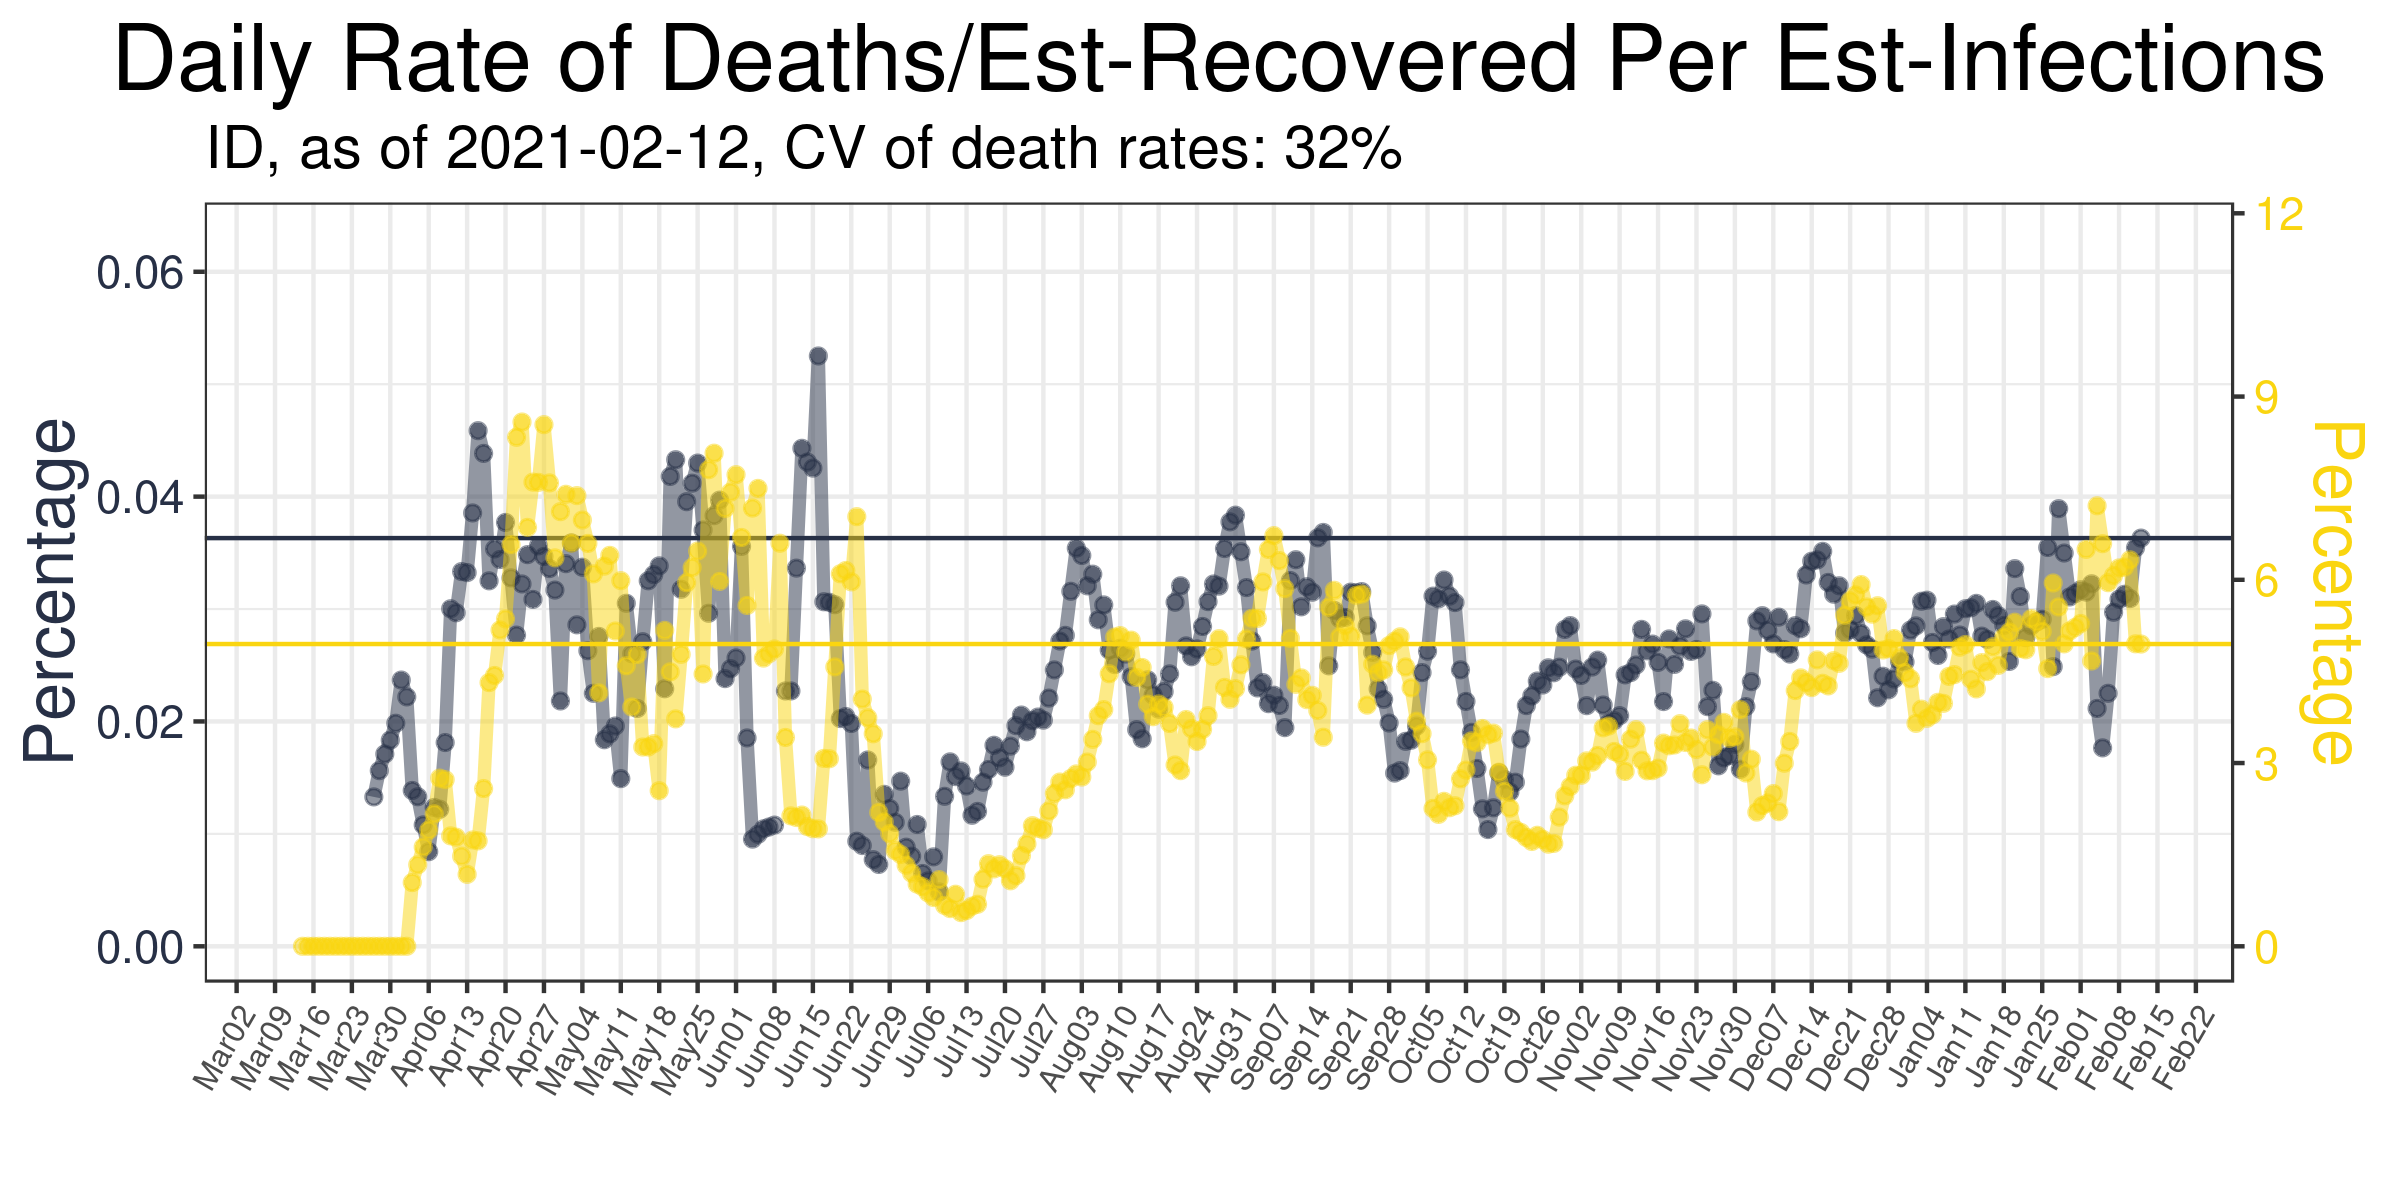 Daily Rate of Deaths/Est-Recovered Per Est-Infections
ID, as of 2021-02-12, CV of death rates: 32%
Percentage
0.06
0.04
0.02
0.00
12
9
6
3
0
Percentage
Mar02
Mar09
Mar16
Mar23
Mar30
Apr06
Apr13
Apr20
Apr27
May04
May11
May18
May25
Jun01
Jun08
Jun15
Jun22
Jun29
Jul06
Jul13
Jul20
Jul27
Aug03
Aug10
Aug17
Aug24
Aug31
Sep07
Sep14
Sep21
Sep28
Oct05
Oct12
Oct19
Oct26
Nov02
Nov09
Nov16
Nov23
Nov30
Dec07
Dec14
Dec21
Dec28
Jan04
Jan11
Jan18
Jan25
Feb01
Feb08
Feb15
Feb22